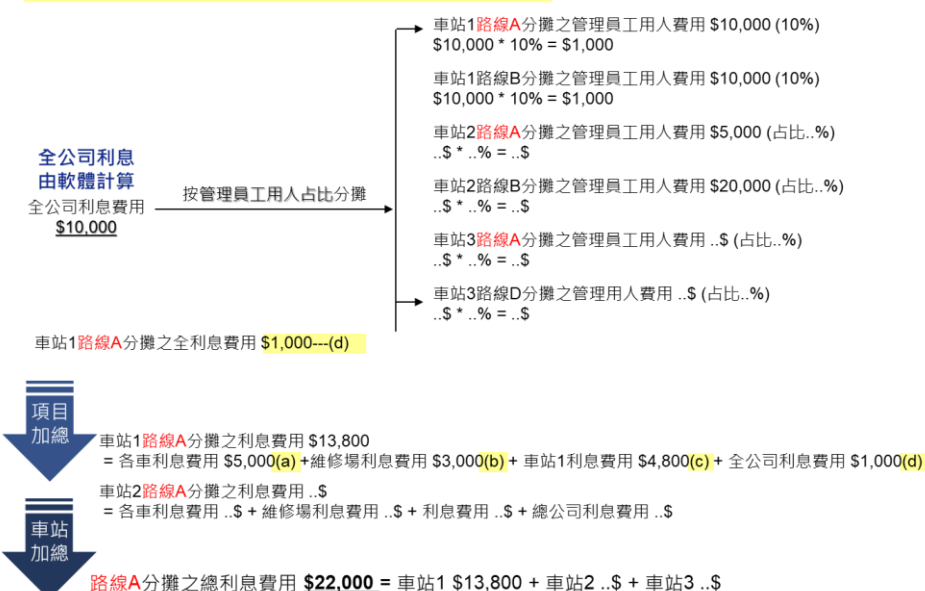 車站1路線A分攤之管理員工用人費用 $10,000 (10%)
$10,000 * 10% = $1,000
車站1路線B分攤之管理員工用人費用 $10,000 (10%)
$10,000 * 10% = $1,000
車站2路線A分攤之管理員工用人費用 $5,000 (占比..%)
..$ * ..% = ..$
車站2路線B分攤之管理員工用人費用 $20,000 (占比..%)
..$ * ..% = ..$
車站3路線A分攤之管理員工用人費用 ..$ (占比..%)
..$ * ..% = ..$
車站3路線D分攤之管理用人費用 ..$ (占比..%)
..$ * ..% = ..$
全公司利息
由軟體計算
全公司利息費用
$10,000
按管理員工用人占比分攤
車站1路線A分攤之全利息費用 $1,000---(d)
項目
加總
車站1路線A分攤之利息費用 $13,800
= 各車利息費用 $5,000(a) +維修場利息費用 $3,000(b) + 車站1利息費用 $4,800(c) + 全公司利息費用 $1,000(d)
車站2路線A分攤之利息費用 ..$
= 各車利息費用 ..$ + 維修場利息費用 ..$ + 利息費用 ..$ + 總公司利息費用 ..$
車站
加總
路線A分攤之總利息費用 $22,000 = 車站1 $13,800 + 車站2 ..$ + 車站3 ..$